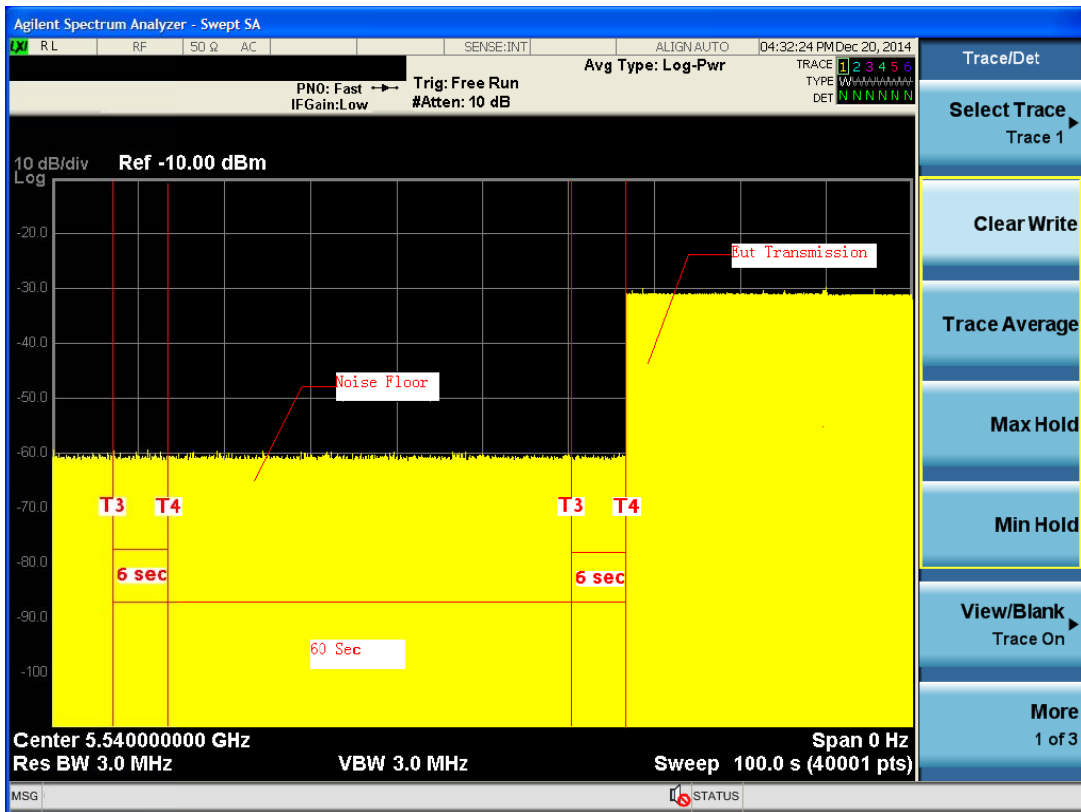 Agilent Spectrum Analyzer - Swept SA
LXI RL RF 50 Ω AC SENSE:INT ALIGN AUTO 04:32:24 PM Dec 20, 2014
PNO: Fast
IFGain:Low
Trig: Free Run
#Atten: 10 dB
Avg Type: Log-Pwr
TRACE 1 2 3 4 5 6
TYPE W W W W W W
DET N N N N N N
10 dB/div Ref -10.00 dBm
Log
-20.0
-30.0
-40.0
-50.0
-60.0
-70.0
-80.0
-90.0
-100
Eut Transmission
Noise Floor
T3 T4 T3 T4
6 sec 6 sec
60 Sec
Center 5.540000000 GHz Span 0 Hz
Res BW 3.0 MHz VBW 3.0 MHz Sweep 100.0 s (40001 pts)
MSG STATUS
Trace/Det
Select Trace
Trace 1
Clear Write
Trace Average
Max Hold
Min Hold
View/Blank
Trace On
More
1 of 3